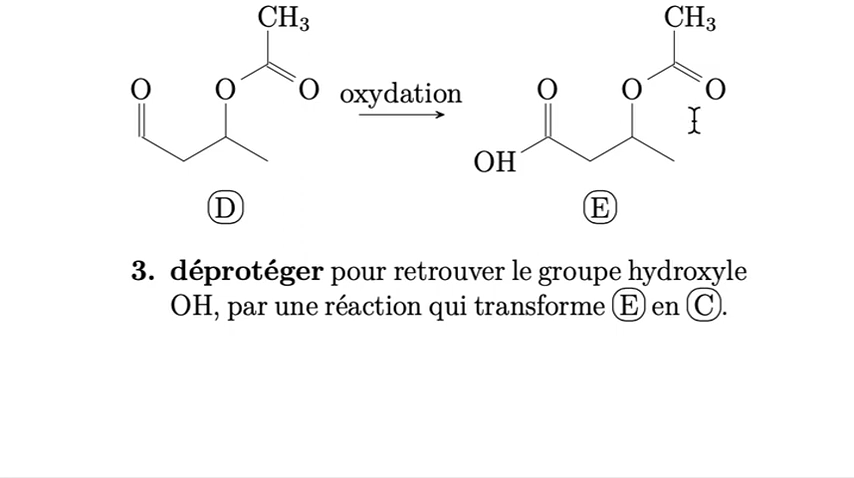 CH₃ CH₃
O O O oxydation O O O
OH
D E
3. déprotéger pour retrouver le groupe hydroxyle
OH, par une réaction qui transforme E en C.